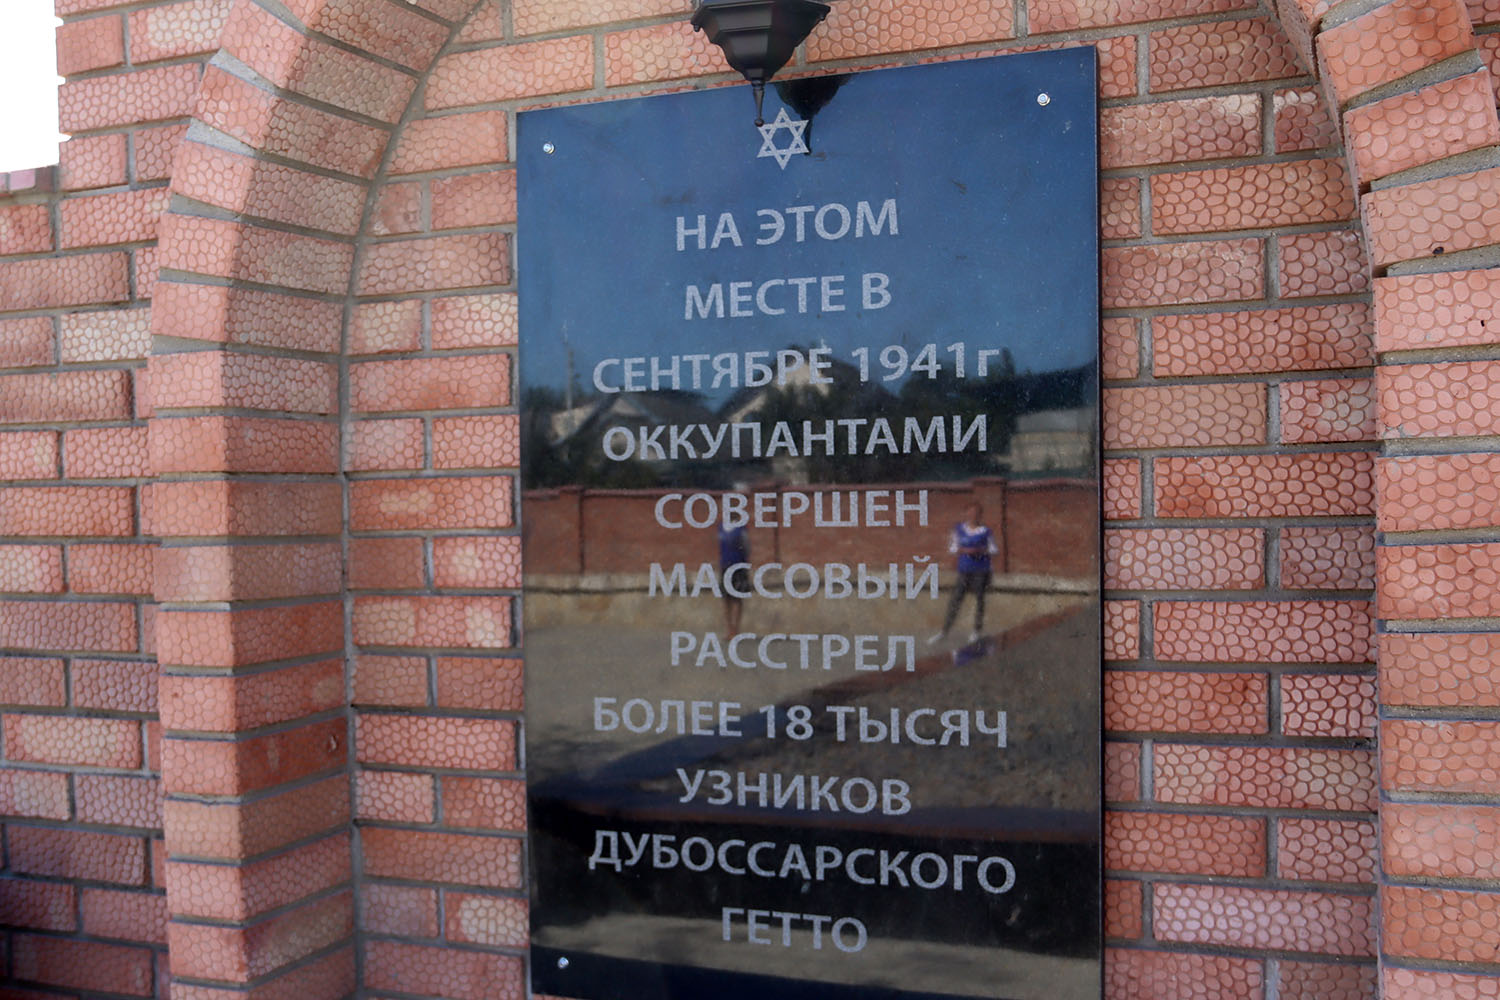 НА ЭТОМ
МЕСТЕ В
СЕНТЯБРЕ 1941г
ОККУПАНТАМИ
СОВЕРШЕН
МАССОВЫЙ
РАССТРЕЛ
БОЛЕЕ 18 ТЫСЯЧ
УЗНИКОВ
ДУБОССАРСКОГО
ГЕТТО